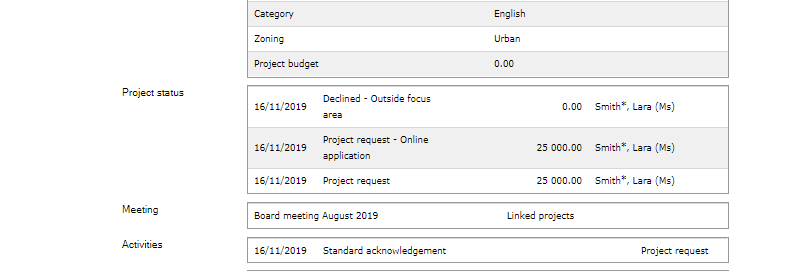 Category English
Zoning Urban
Project budget 0.00
Project status
16/11/2019 Declined - Outside focus area 0.00 Smith*, Lara (Ms)
16/11/2019 Project request - Online application 25 000.00 Smith*, Lara (Ms)
16/11/2019 Project request 25 000.00 Smith*, Lara (Ms)
Meeting
Board meeting August 2019 Linked projects
Activities
16/11/2019 Standard acknowledgement Project request